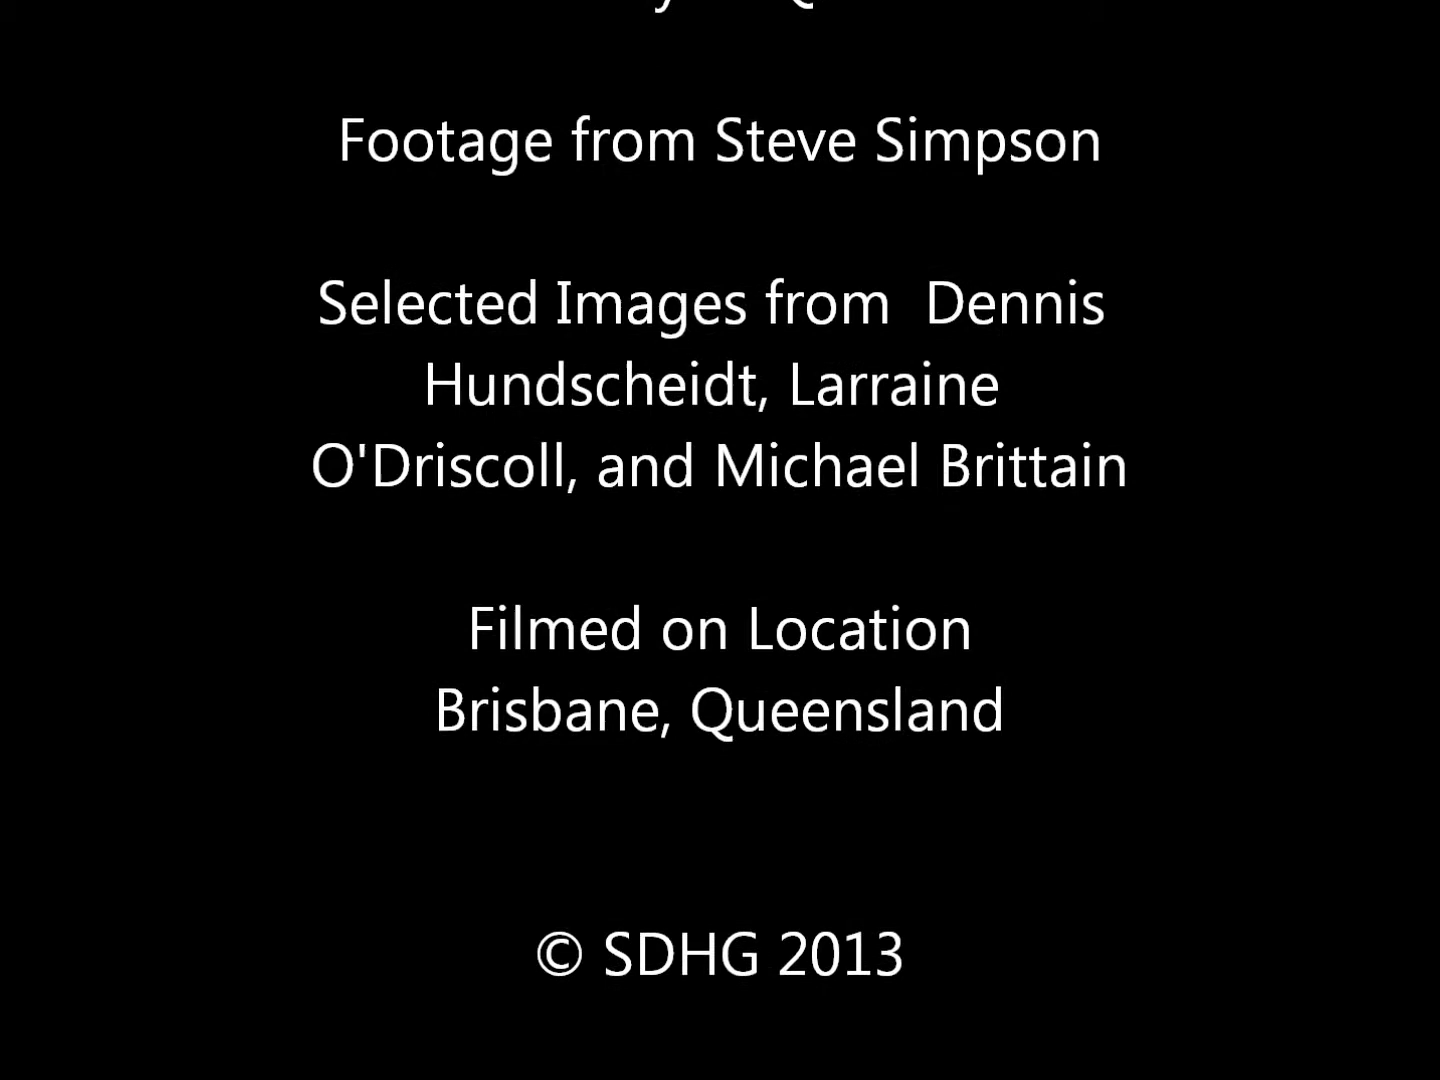 Footage from Steve Simpson
Selected Images from  Dennis
Hundscheidt, Larraine
O'Driscoll, and Michael Brittain
Filmed on Location
Brisbane, Queensland
© SDHG 2013